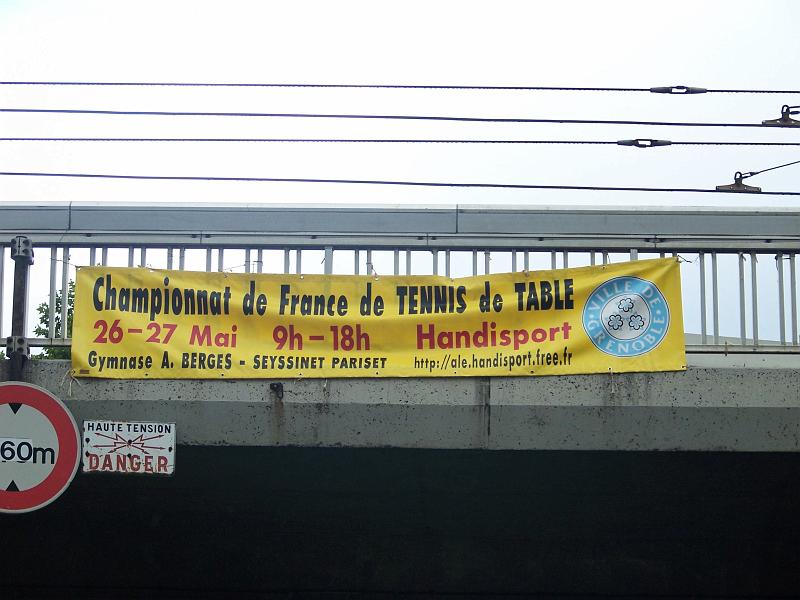 Championnat de France de TENNIS de TABLE
26-27 Mai 9h-18h Handisport
Gymnase A. BERGES - SEYSSINET PARISET http://ale.handisport.free.fr
VILLE DE GRENOBLE
60m
HAUTE TENSION
DANGER